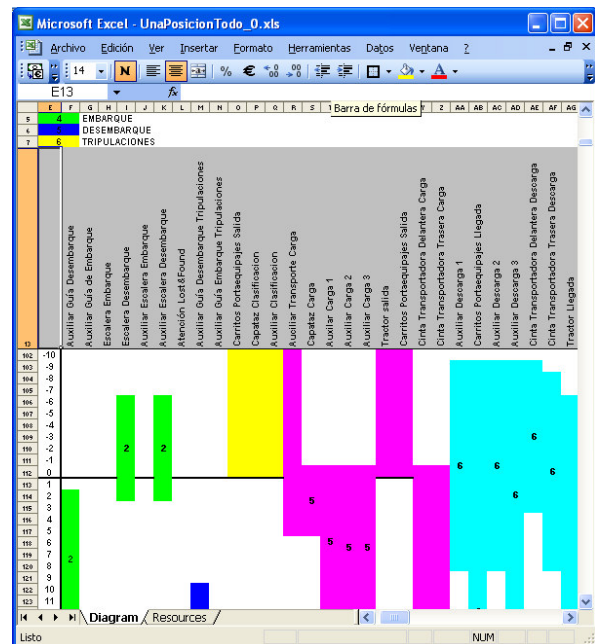 Microsoft Excel - UnaPosicionTodo_0.xls
Archivo Edición Ver Insertar Formato Herramientas Datos Ventana ?
14 N % €
E13 fx
Barra de fórmulas
E F G H I J K L M N O P Q R S Y Z AA AB AC AD AE AF AG
5 4 EMBARQUE
6 5 DESEMBARQUE
7 6 TRIPULACIONES
13
Auxiliar Guía Desembarque
Auxiliar Guía de Embarque
Escalera Embarque
Escalera Desembarque
Auxiliar Escalera Embarque
Auxiliar Escalera Desembarque
Atención Lost&Found
Auxiliar Guía Desembarque Tripulaciones
Auxiliar Guía Embarque Tripulaciones
Carritos Portaequipajes Salida
Capataz Clasificacion
Auxiliar Clasificacion
Auxiliar Transporte Carga
Capataz Carga
Auxiliar Carga 1
Auxiliar Carga 2
Auxiliar Carga 3
Tractor salida
Carritos Portaequipajes Salida
Cinta Transportadora Delantera Carga
Cinta Transportadora Trasera Carga
Auxiliar Descarga 1
Carritos Portaequipajes Llegada
Auxiliar Descarga 2
Auxiliar Descarga 3
Cinta Transportadora Delantera Descarga
Cinta Transportadora Trasera Descarga
Tractor Llegada
102 -10
103 -9
104 -8
105 -7
106 -6
107 -5
108 -4
109 -3 6
110 -2 2 2
111 -1 6 6
112 0 6
113 1
114 2 5 6
115 3
116 4
117 5
118 6 5 5 5
119 7 2
120 8
121 9
122 10
123 11
Diagram Resources
Listo NUM